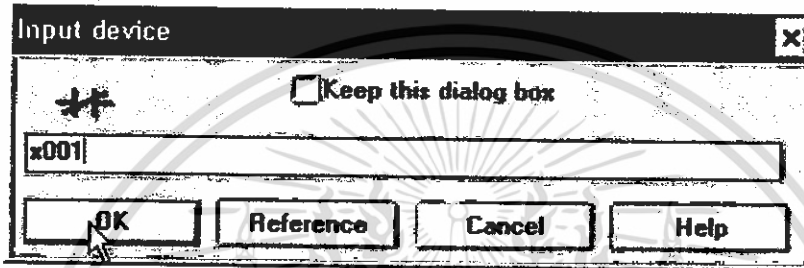 Input device
Keep this dialog box
x001
OK Reference Cancel Help